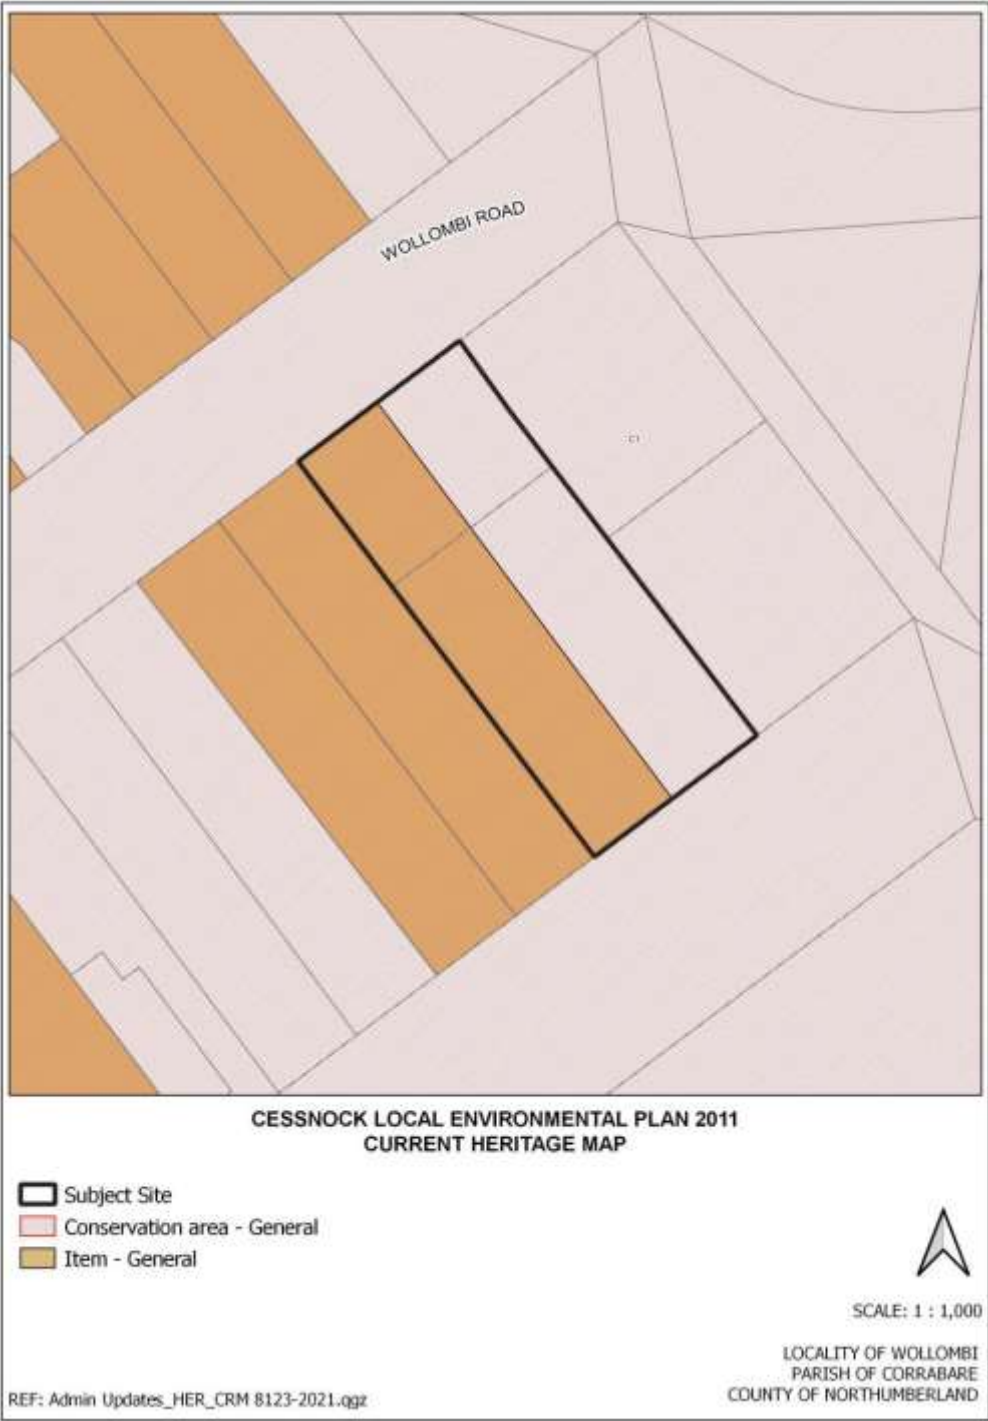 WOLLOMBI ROAD
C1
CESSNOCK LOCAL ENVIRONMENTAL PLAN 2011
CURRENT HERITAGE MAP
Subject Site
Conservation area - General
Item - General
SCALE: 1 : 1,000
LOCALITY OF WOLLOMBI
PARISH OF CORRABARE
COUNTY OF NORTHUMBERLAND
REF: Admin Updates_HER_CRM 8123-2021.qgz